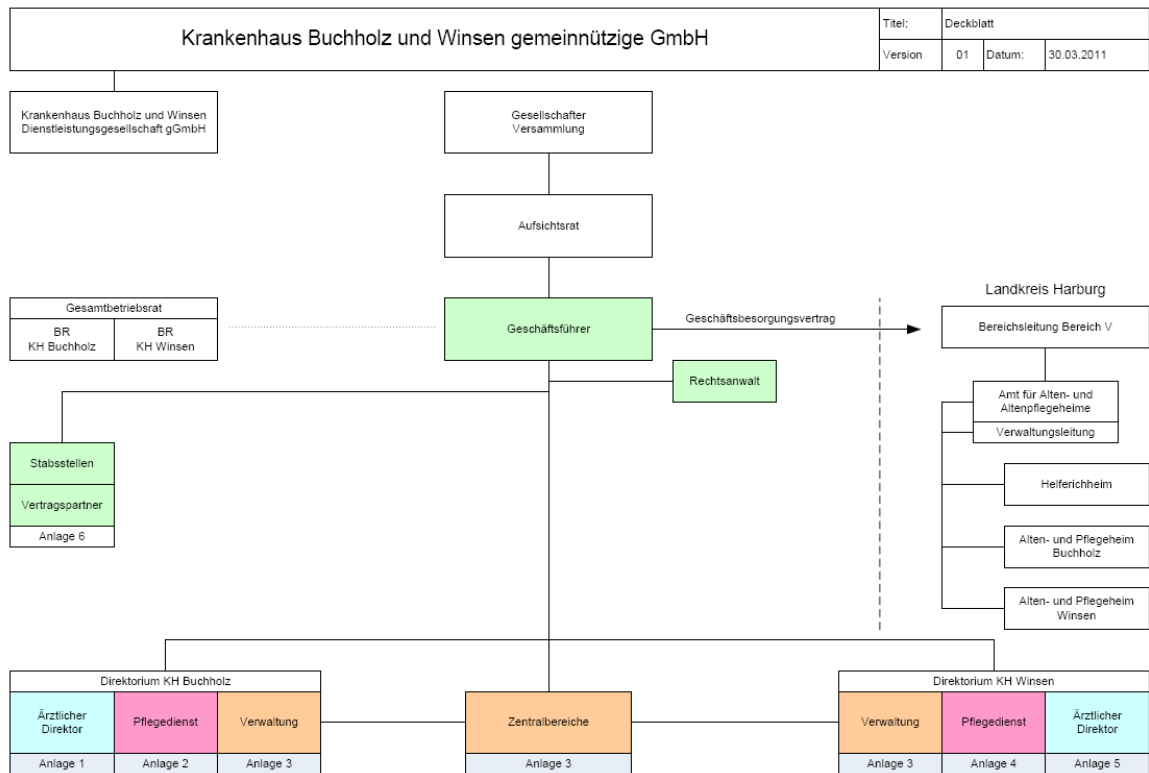 Krankenhaus Buchholz und Winsen gemeinnützige GmbH
Titel: Deckblatt
Version 01 Datum: 30.03.2011
Krankenhaus Buchholz und Winsen
Dienstleistungsgesellschaft gGmbH
Gesellschafter
Versammlung
Aufsichtsrat
Gesamtbetriebsrat
BR
KH Buchholz
BR
KH Winsen
Geschäftsführer
Geschäftsbesorgungsvertrag
Landkreis Harburg
Bereichsleitung Bereich V
Rechtsanwalt
Amt für Alten- und
Altenpflegeheime
Verwaltungsleitung
Stabsstellen
Vertragspartner
Anlage 6
Helferichheim
Alten- und Pflegeheim
Buchholz
Alten- und Pflegeheim
Winsen
Direktorium KH Buchholz
Ärztlicher
Direktor
Pflegedienst
Verwaltung
Anlage 1
Anlage 2
Anlage 3
Zentralbereiche
Anlage 3
Direktorium KH Winsen
Verwaltung
Pflegedienst
Ärztlicher
Direktor
Anlage 3
Anlage 4
Anlage 5